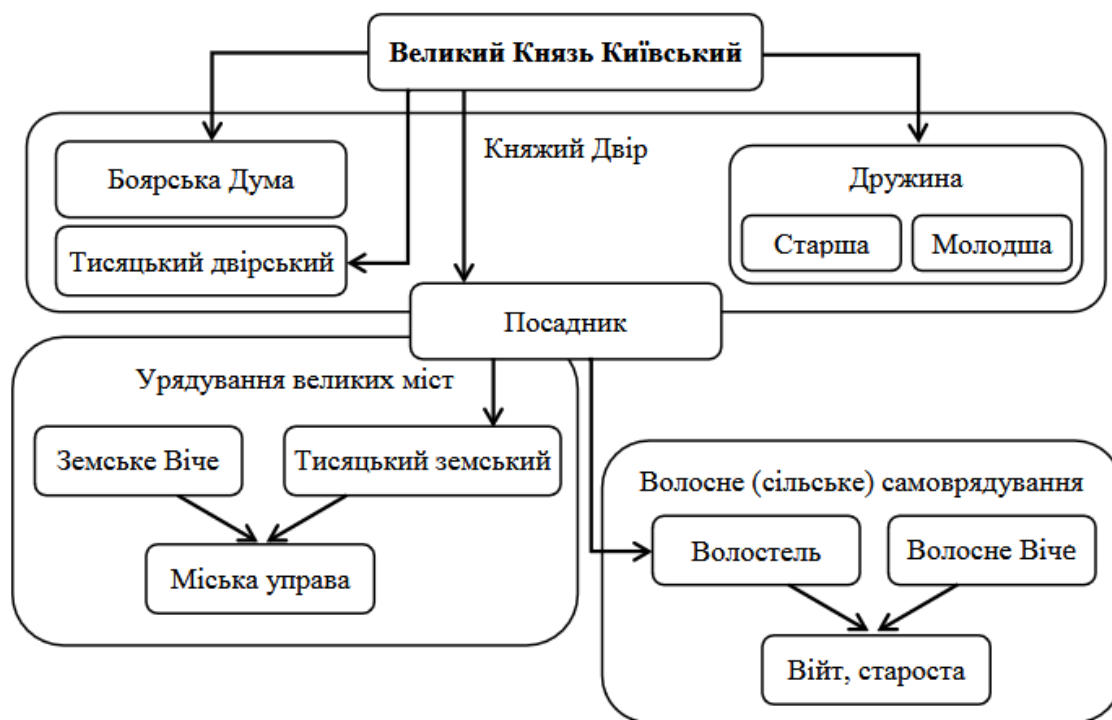 Великий Князь Київський
Княжий Двір
Боярська Дума
Тисяцький двірський
Дружина
Старша
Молодша
Посадник
Урядування великих міст
Земське Віче
Тисяцький земський
Міська управа
Волосне (сільське) самоврядування
Волостель
Волосне Віче
Війт, староста